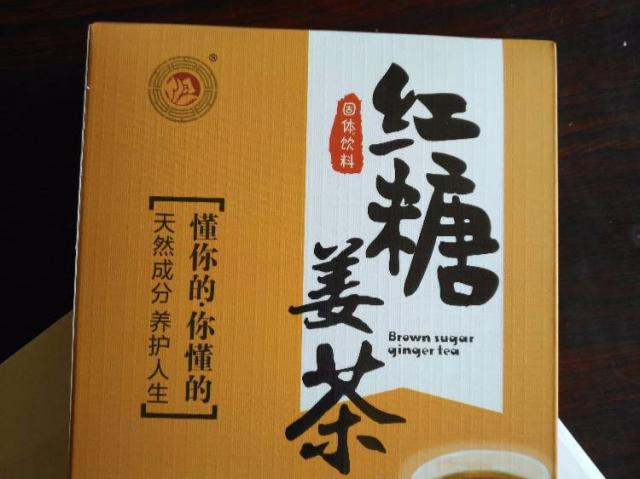 红糖
姜茶
固体饮料
Brown sugar
ginger tea
懂你的·你懂的
天然成分 养护人生
®